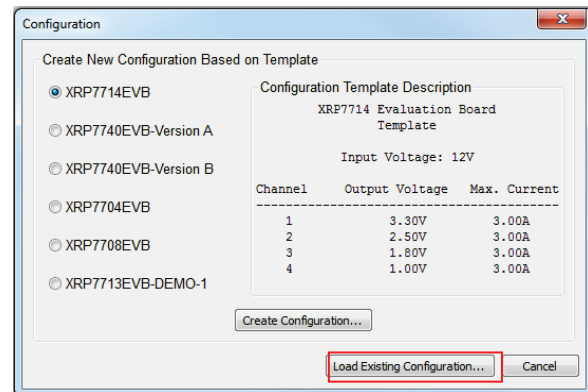 Configuration
Create New Configuration Based on Template
XRP7714EVB
XRP7740EVB-Version A
XRP7740EVB-Version B
XRP7704EVB
XRP7708EVB
XRP7713EVB-DEMO-1
Configuration Template Description
XRP7714 Evaluation Board
Template
Input Voltage: 12V
Channel Output Voltage Max. Current
--------------------------------------------
1 3.30V 3.00A
2 2.50V 3.00A
3 1.80V 3.00A
4 1.00V 3.00A
Create Configuration...
Load Existing Configuration...
Cancel